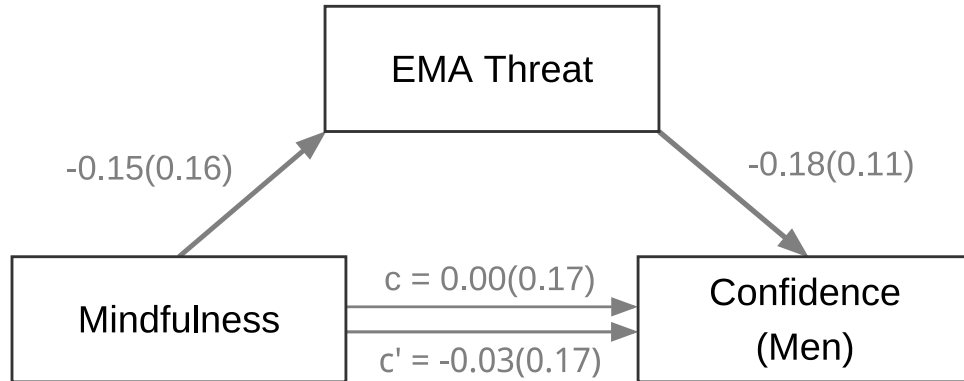 EMA Threat
-0.15(0.16)
-0.18(0.11)
Mindfulness
c = 0.00(0.17)
c' = -0.03(0.17)
Confidence
(Men)